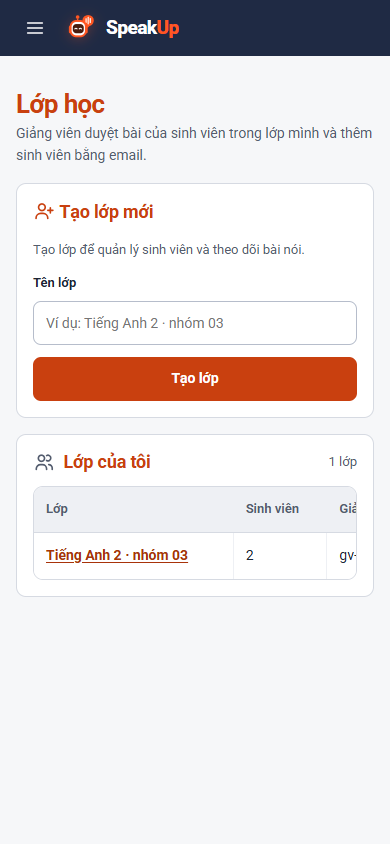 SpeakUp
Lớp học
Giảng viên duyệt bài của sinh viên trong lớp mình và thêm
sinh viên bằng email.
Tạo lớp mới
Tạo lớp để quản lý sinh viên và theo dõi bài nói.
Tên lớp
Ví dụ: Tiếng Anh 2 · nhóm 03
Tạo lớp
Lớp của tôi 1 lớp
Lớp Sinh viên
Tiếng Anh 2 · nhóm 03 2 gv-